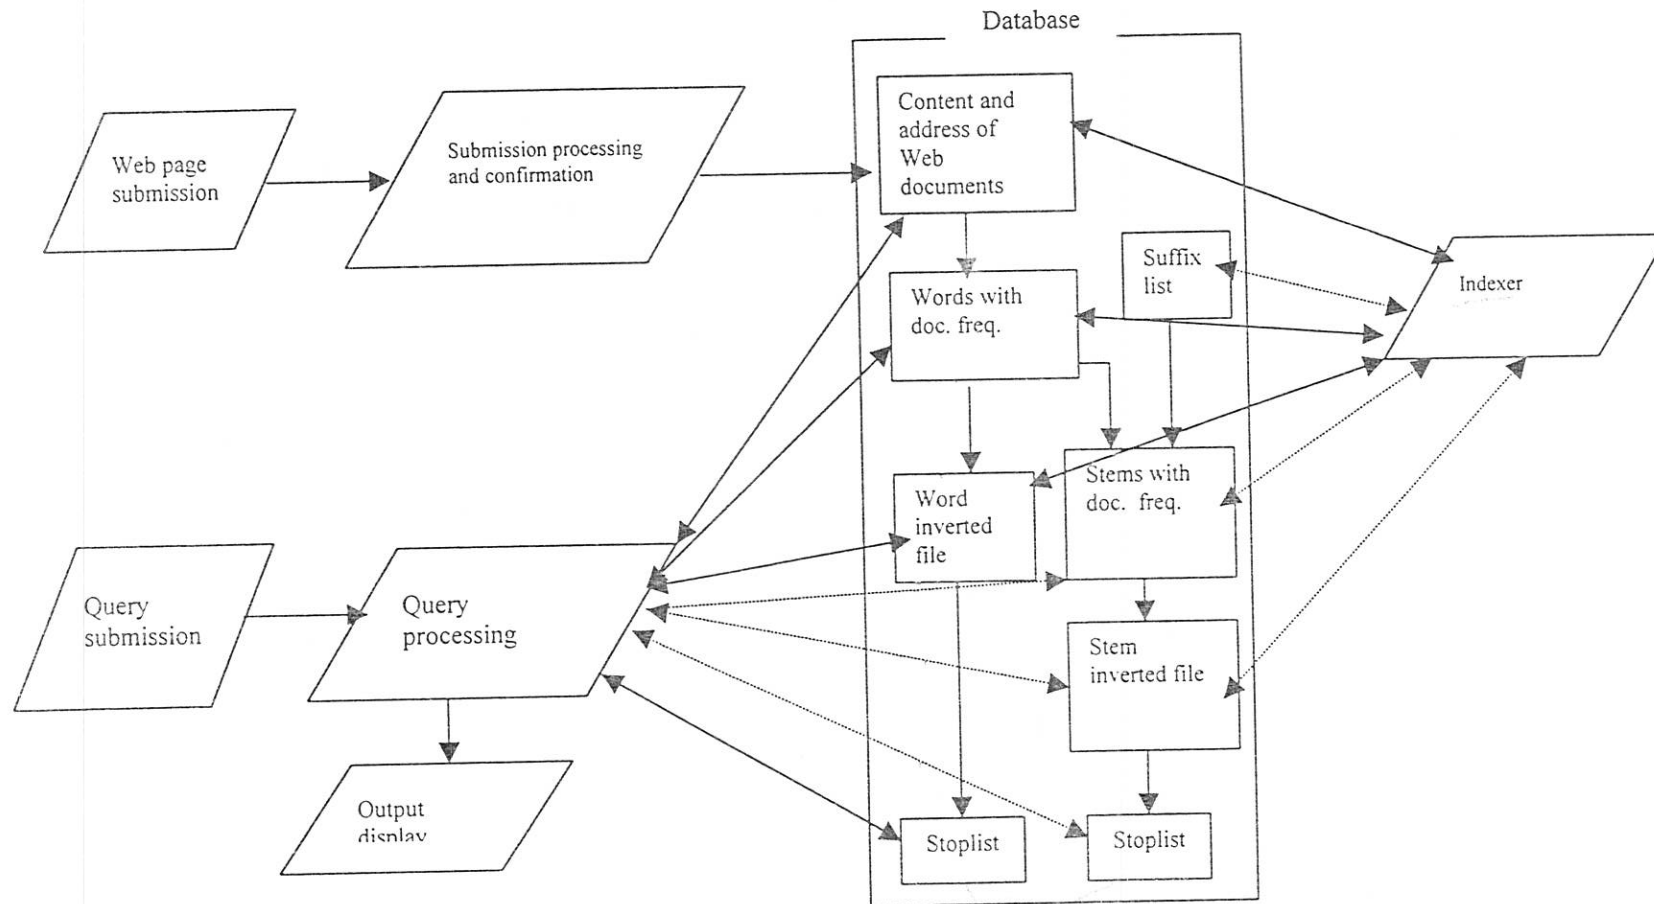 Database
Content and
address of
Web
documents
Web page
submission
Submission processing
and confirmation
Suffix
list
Indexer
Words with
doc. freq.
Word
inverted
file
Stems with
doc. freq.
Query
submission
Query
processing
Stem
inverted file
Output
display
Stoplist
Stoplist